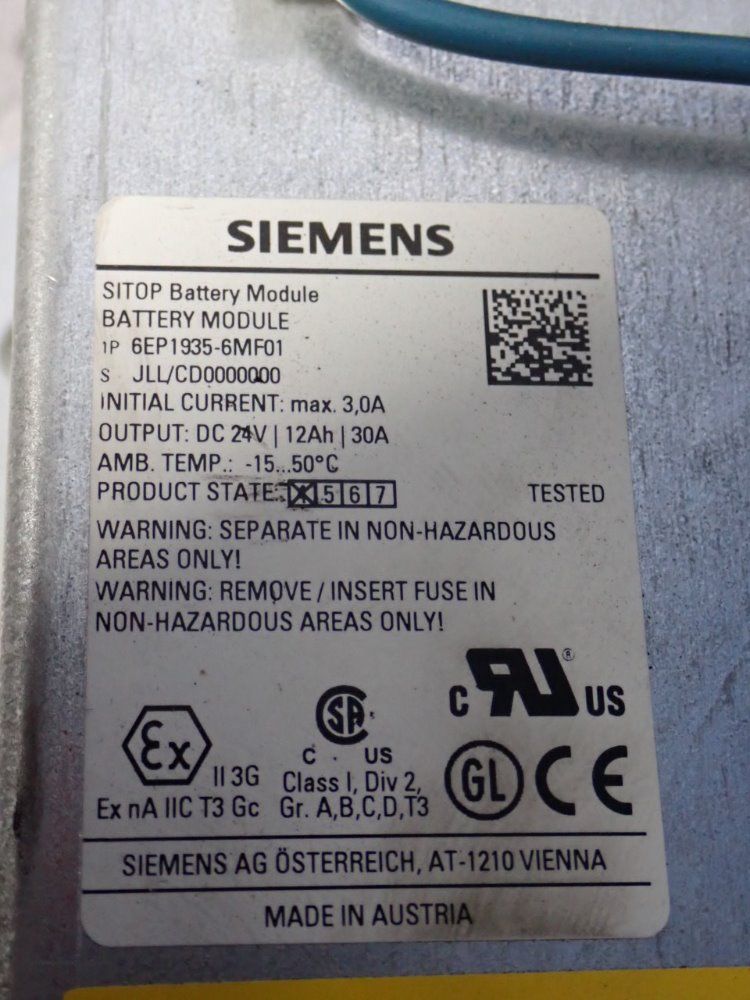 SIEMENS
SITOP Battery Module
BATTERY MODULE
1P 6EP1935-6MF01
S JLL/CD0000000
INITIAL CURRENT: max. 3,0A
OUTPUT: DC 24V | 12Ah | 30A
AMB. TEMP.: -15...50°C
PRODUCT STATE: X 5 6 7 TESTED
WARNING: SEPARATE IN NON-HAZARDOUS
AREAS ONLY!
WARNING: REMOVE / INSERT FUSE IN
NON-HAZARDOUS AREAS ONLY!
C RU ® US
Ex II 3G
Ex nA IIC T3 Gc
SA
C US
Class I, Div 2,
Gr. A,B,C,D,T3
GL CE
SIEMENS AG ÖSTERREICH, AT-1210 VIENNA
MADE IN AUSTRIA